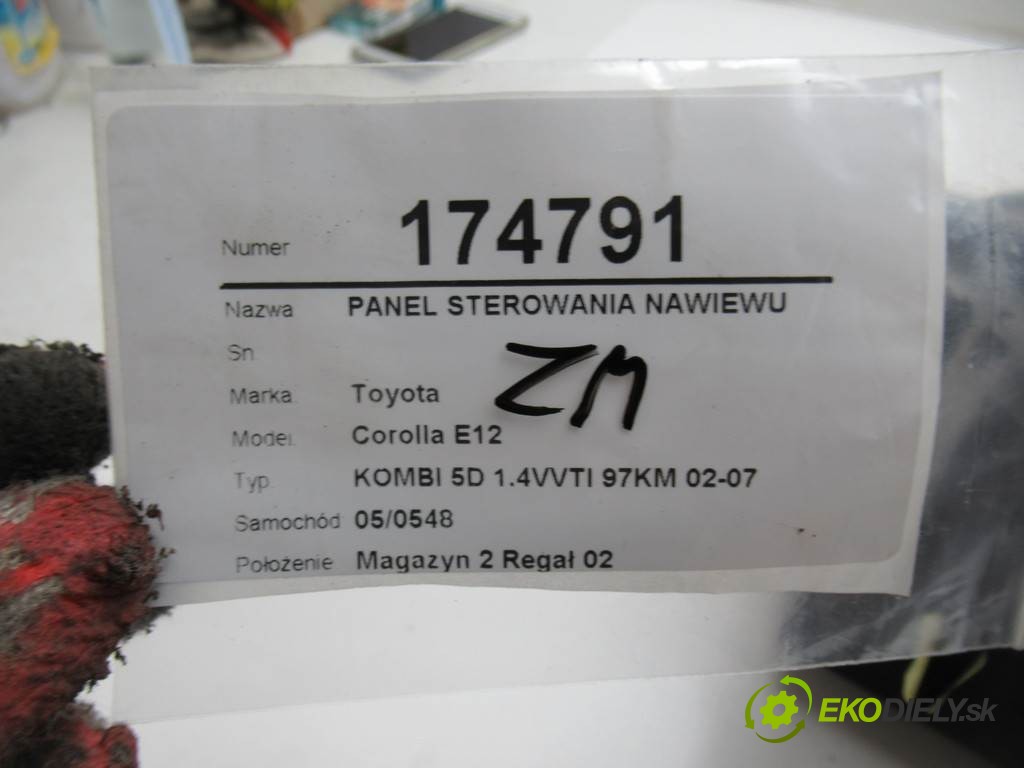 Numer 174791
Nazwa PANEL STEROWANIA NAWIEWU
Sn ZM
Marka Toyota
Model Corolla E12
Typ KOMBI 5D 1.4VVTI 97KM 02-07
Samochód 05/0548
Położenie Magazyn 2 Regał 02
EKODIELY.sk